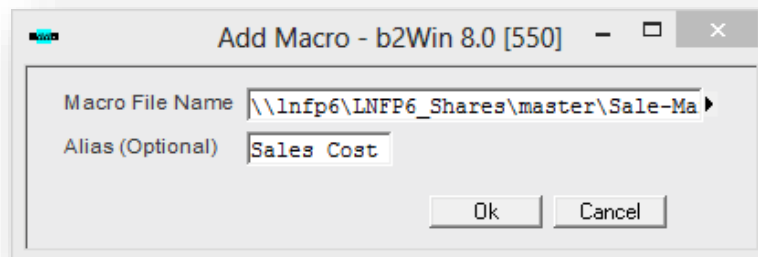 Add Macro - b2Win 8.0 [550]
Macro File Name \\lnfp6\LNFP6_Shares\master\Sale-Ma
Alias (Optional) Sales Cost
Ok Cancel